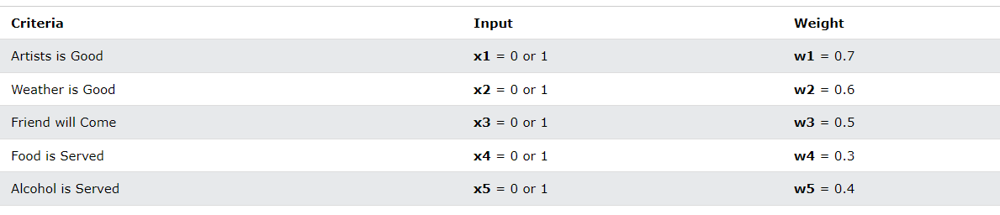 Criteria Input Weight
Artists is Good x1 = 0 or 1 w1 = 0.7
Weather is Good x2 = 0 or 1 w2 = 0.6
Friend will Come x3 = 0 or 1 w3 = 0.5
Food is Served x4 = 0 or 1 w4 = 0.3
Alcohol is Served x5 = 0 or 1 w5 = 0.4